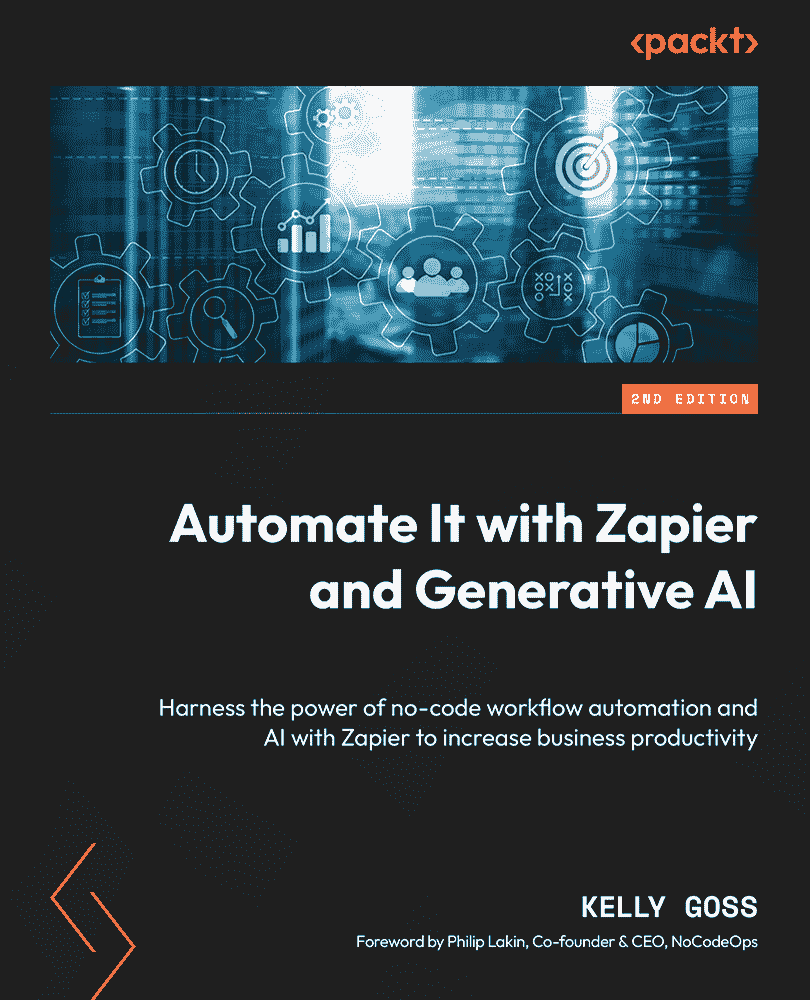 <packt>
2ND EDITION
Automate It with Zapier
and Generative AI
Harness the power of no-code workflow automation and
AI with Zapier to increase business productivity
KELLY GOSS
Foreword by Philip Lakin, Co-founder & CEO, NoCodeOps